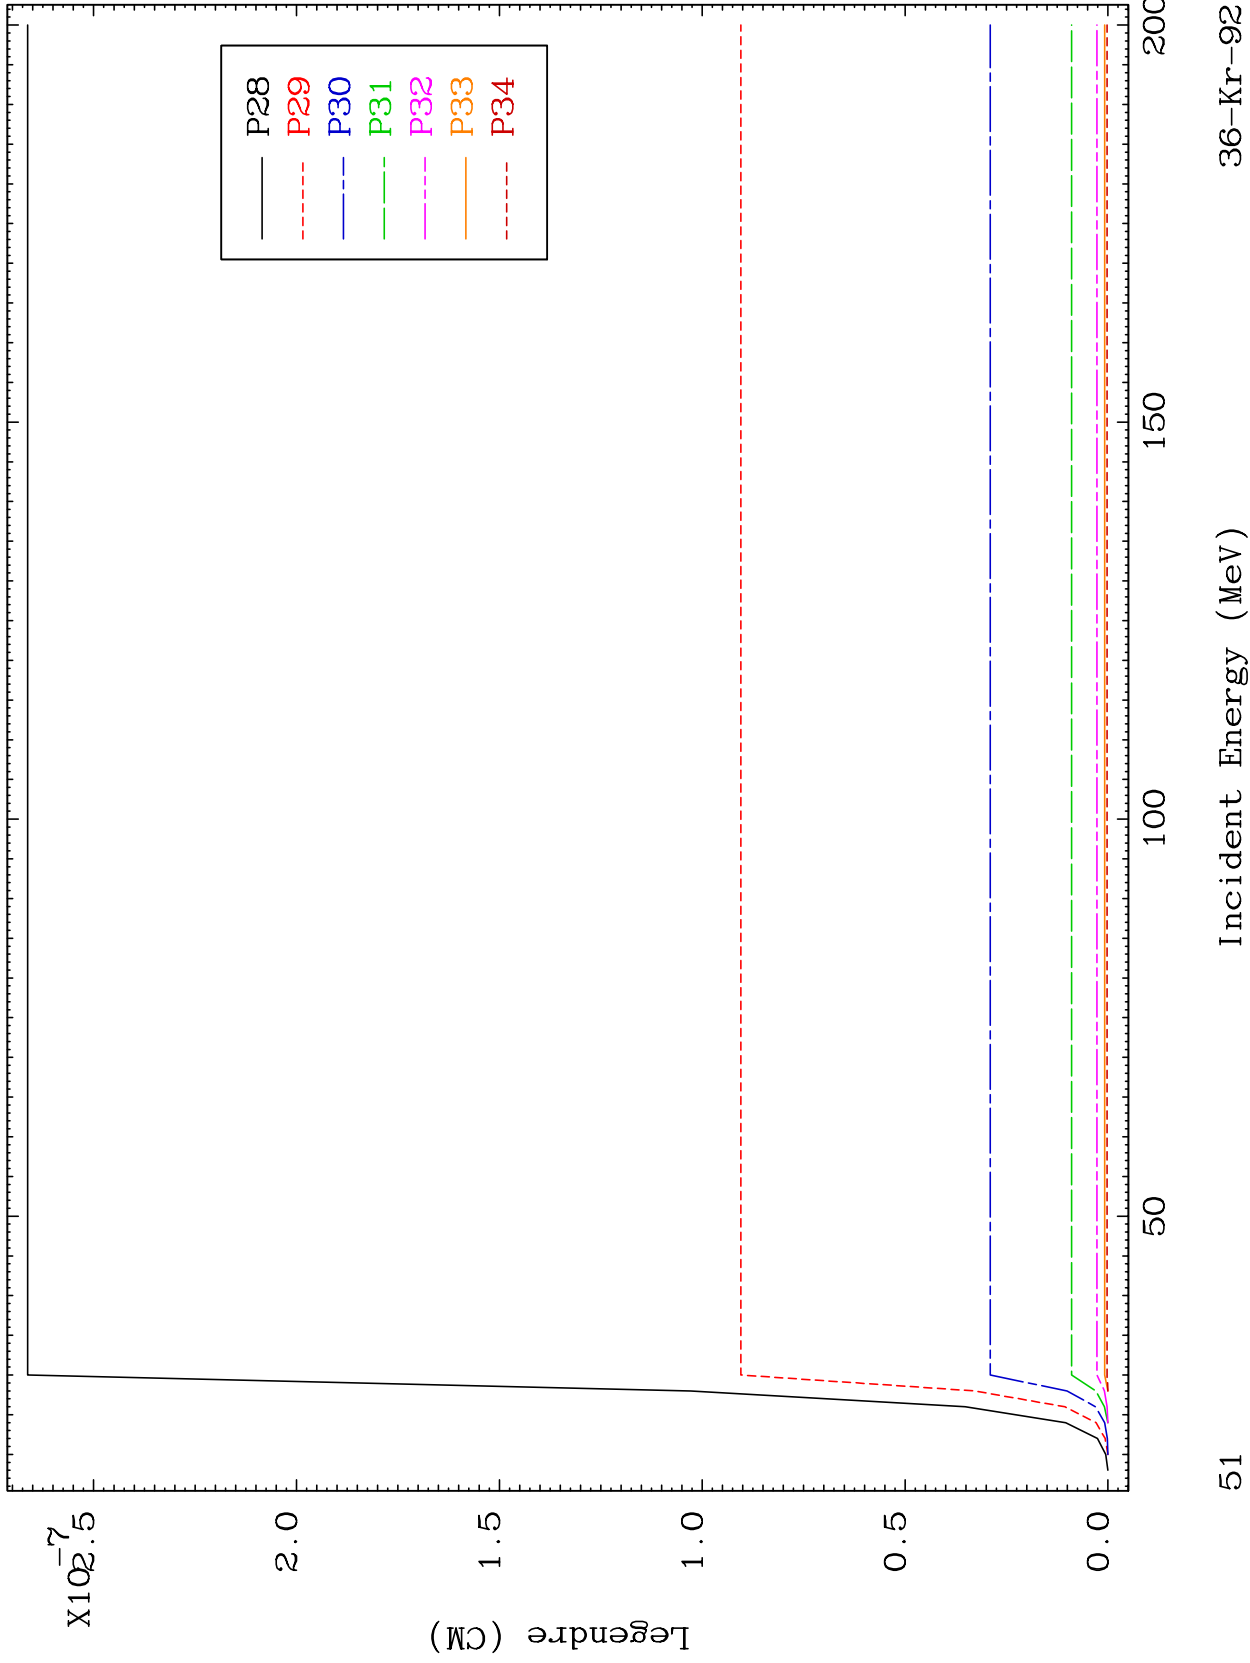 X10-7
2.5
2.0
1.5
1.0
0.5
0.0
Legendre (CM)
P28
P29
P30
P31
P32
P33
P34
50
100
150
200
Incident Energy (MeV)
51
36-Kr-92